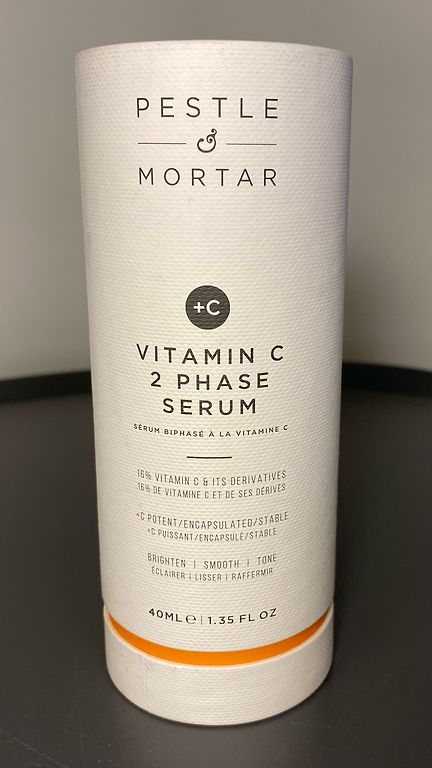 PESTLE
&
MORTAR
+C
VITAMIN C
2 PHASE
SERUM
SÉRUM BIPHASÉ À LA VITAMINE C
16% VITAMIN C & ITS DERIVATIVES
16% DE VITAMINE C ET DE SES DÉRIVÉS
+C POTENT/ENCAPSULATED/STABLE
+C PUISSANT/ENCAPSULÉ/STABLE
BRIGHTEN | SMOOTH | TONE
ÉCLAIRER | LISSER | RAFFERMIR
40ML ℮ | 1.35 FL OZ